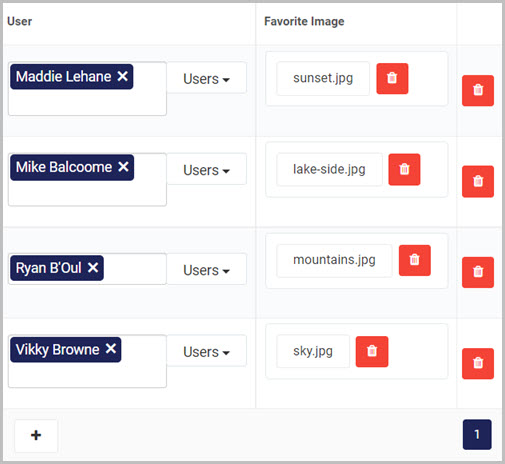 User Favorite Image
Maddie Lehane × Users sunset.jpg
Mike Balcoome × Users lake-side.jpg
Ryan B'Oul × Users mountains.jpg
Vikky Browne × Users sky.jpg
+ 1